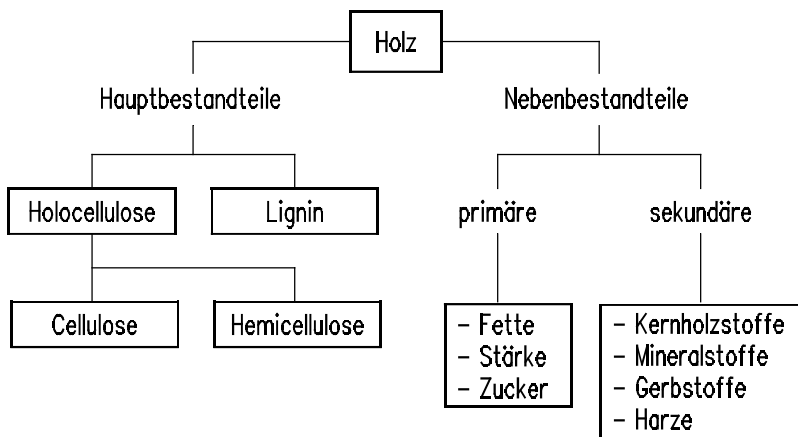 Holz
Hauptbestandteile
Nebenbestandteile
Holocellulose
Lignin
primäre
sekundäre
Cellulose
Hemicellulose
- Fette
- Stärke
- Zucker
- Kernholzstoffe
- Mineralstoffe
- Gerbstoffe
- Harze